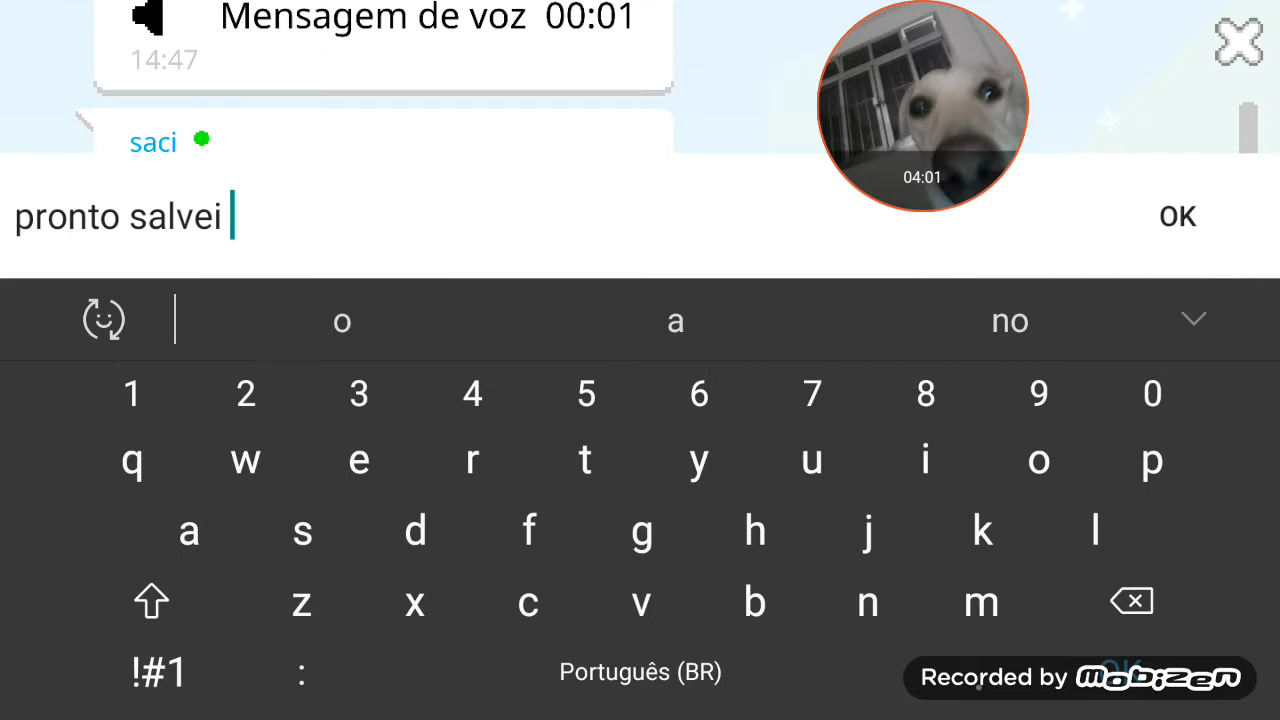 Mensagem de voz 00:01
14:47
saci
04:01
pronto salvei
OK
o a no
1 2 3 4 5 6 7 8 9 0
q w e r t y u i o p
a s d f g h j k l
z x c v b n m
!#1 : Português (BR) OK
Recorded by mobizen